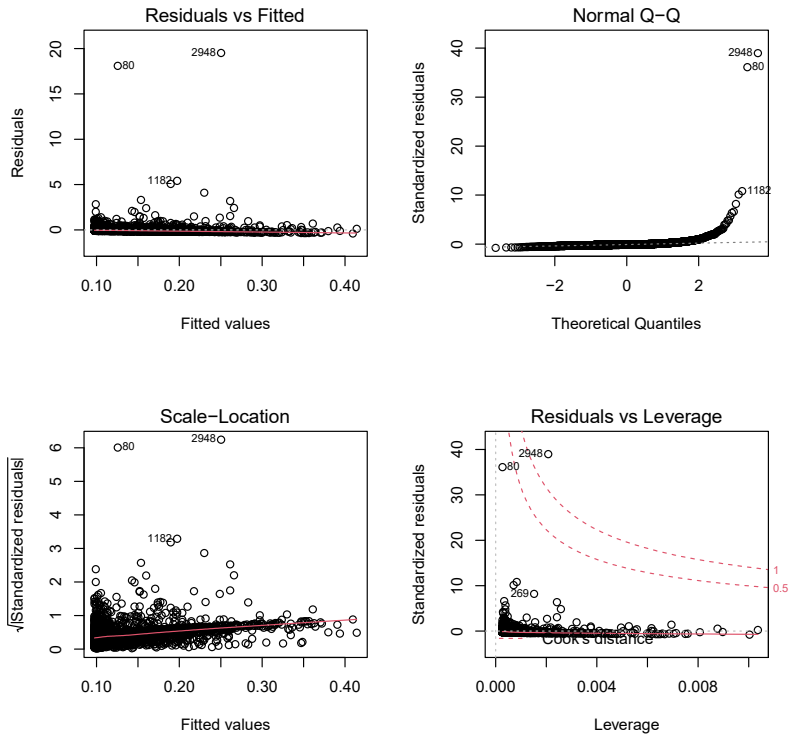 Residuals vs Fitted
Residuals
20
15
10
5
0
2948
80
1182
0.10 0.20 0.30 0.40
Fitted values
Normal Q−Q
Standardized residuals
40
30
20
10
0
2948
80
1182
−2 0 2
Theoretical Quantiles
Scale−Location
√|Standardized residuals|
6
5
4
3
2
1
0
80
2948
1182
0.10 0.20 0.30 0.40
Fitted values
Residuals vs Leverage
Standardized residuals
40
30
20
10
0
2948
80
269
1
0.5
Cook's distance
0.000 0.004 0.008
Leverage